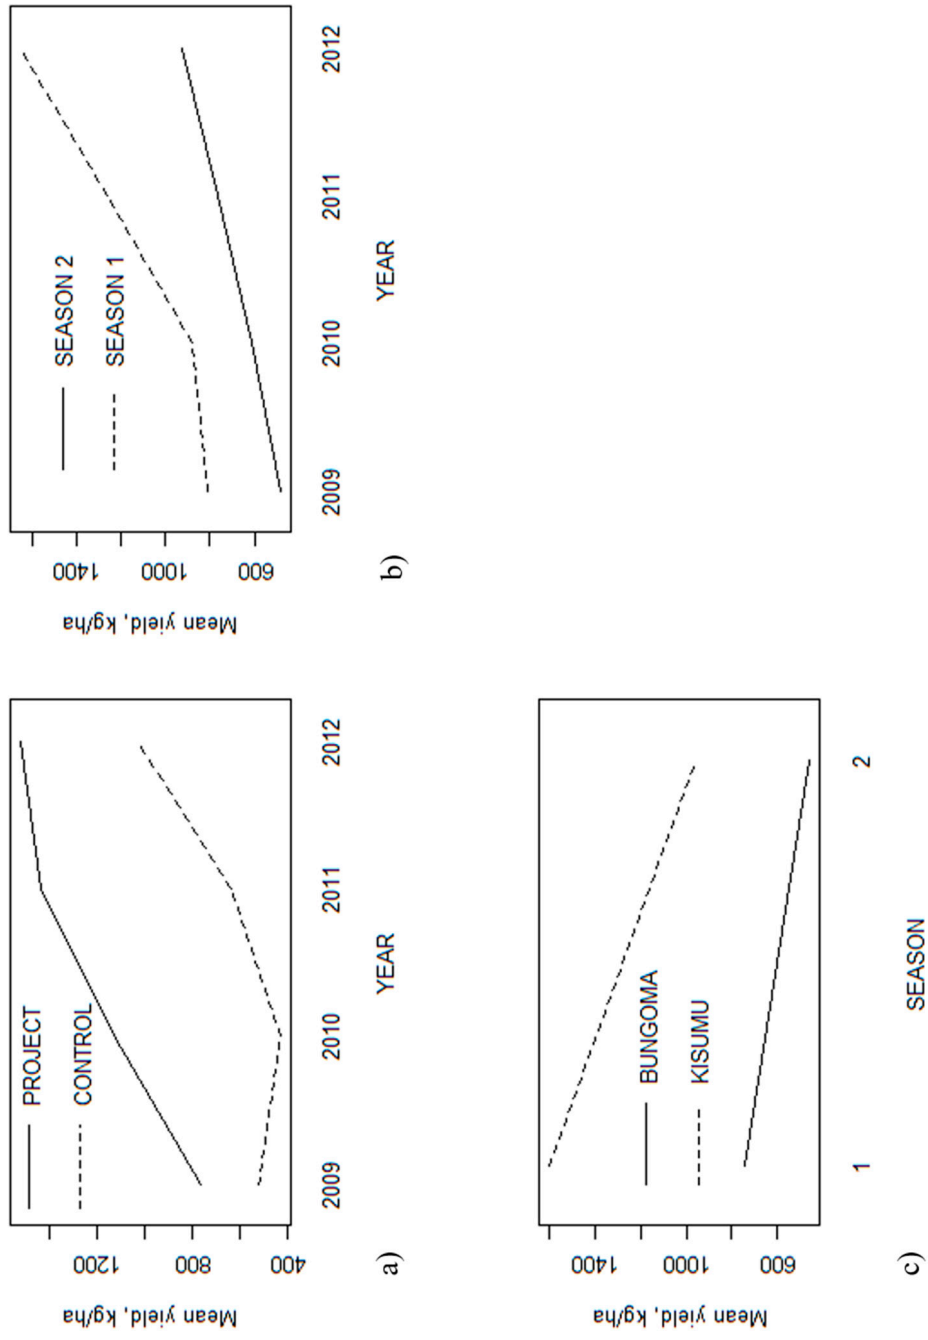 PROJECT
CONTROL
Mean yield, kg/ha
400
800
1200
2009
2010
2011
2012
YEAR
a)
SEASON 2
SEASON 1
Mean yield, kg/ha
600
1000
1400
2009
2010
2011
2012
YEAR
b)
BUNGOMA
KISUMU
Mean yield, kg/ha
600
1000
1400
1
2
SEASON
c)